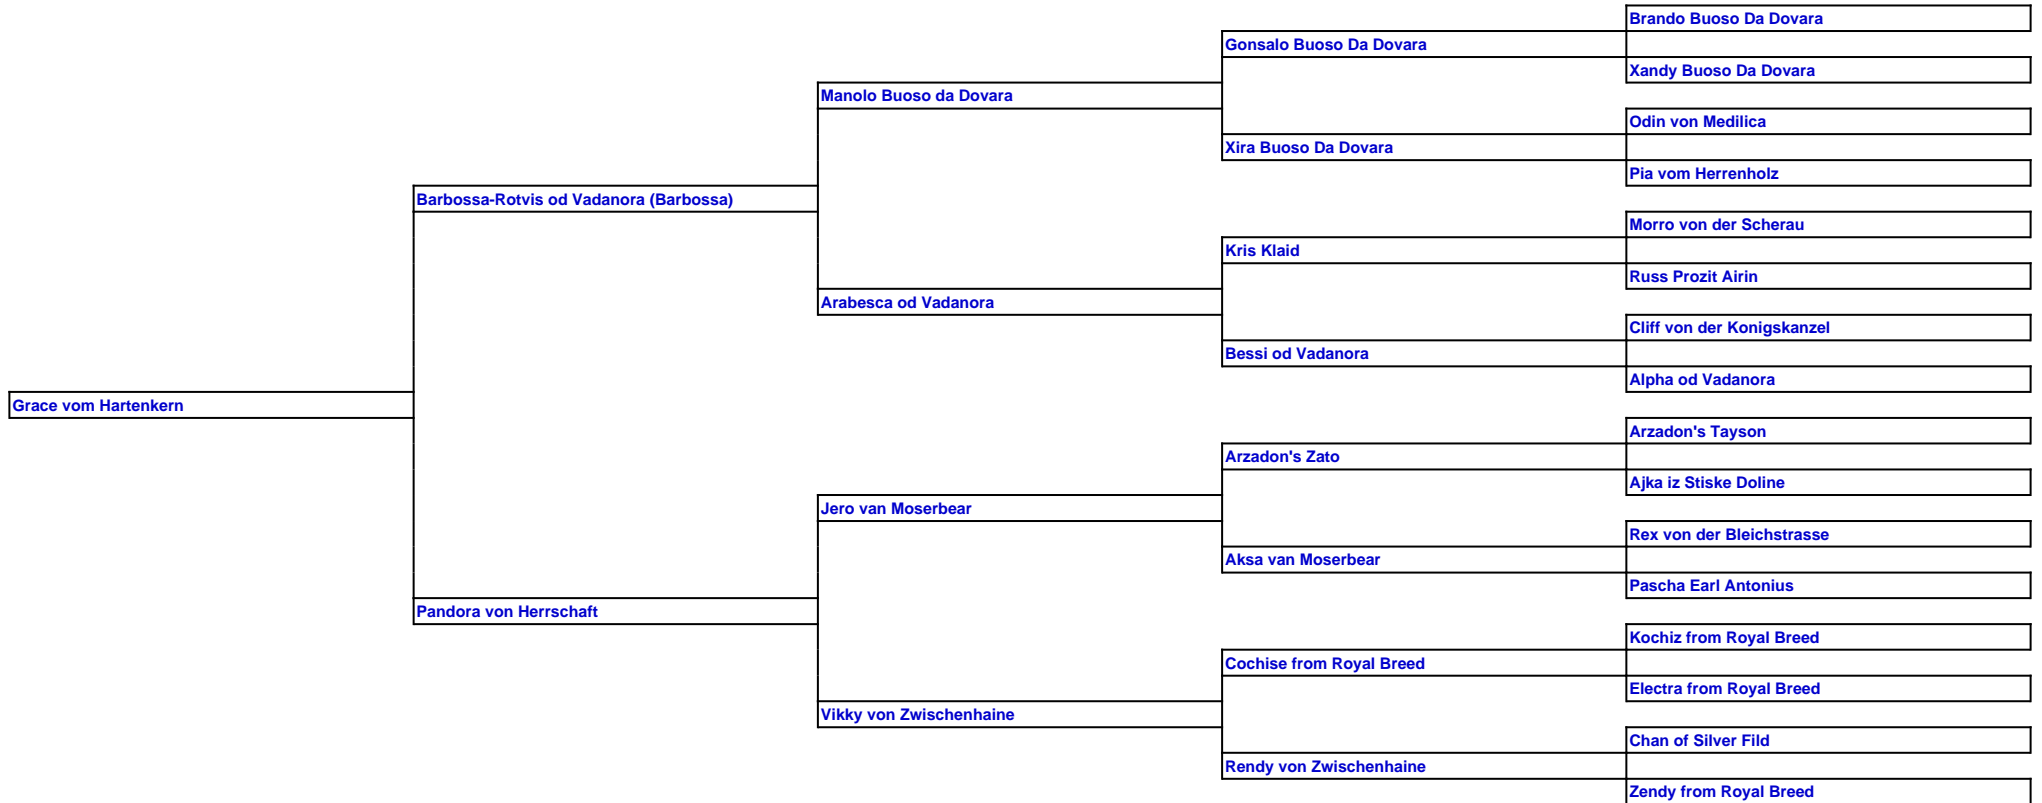 Brando Buoso Da Dovara
Gonsalo Buoso Da Dovara
Xandy Buoso Da Dovara
Manolo Buoso da Dovara
Odin von Medilica
Xira Buoso Da Dovara
Pia vom Herrenholz
Barbossa-Rotvis od Vadanora (Barbossa)
Morro von der Scherau
Kris Klaid
Russ Prozit Airin
Arabesca od Vadanora
Cliff von der Konigskanzel
Bessi od Vadanora
Alpha od Vadanora
Grace vom Hartenkern
Arzadon's Tayson
Arzadon's Zato
Ajka iz Stiske Doline
Jero van Moserbear
Rex von der Bleichstrasse
Aksa van Moserbear
Pascha Earl Antonius
Pandora von Herrschaft
Kochiz from Royal Breed
Cochise from Royal Breed
Electra from Royal Breed
Vikky von Zwischenhaine
Chan of Silver Fild
Rendy von Zwischenhaine
Zendy from Royal Breed